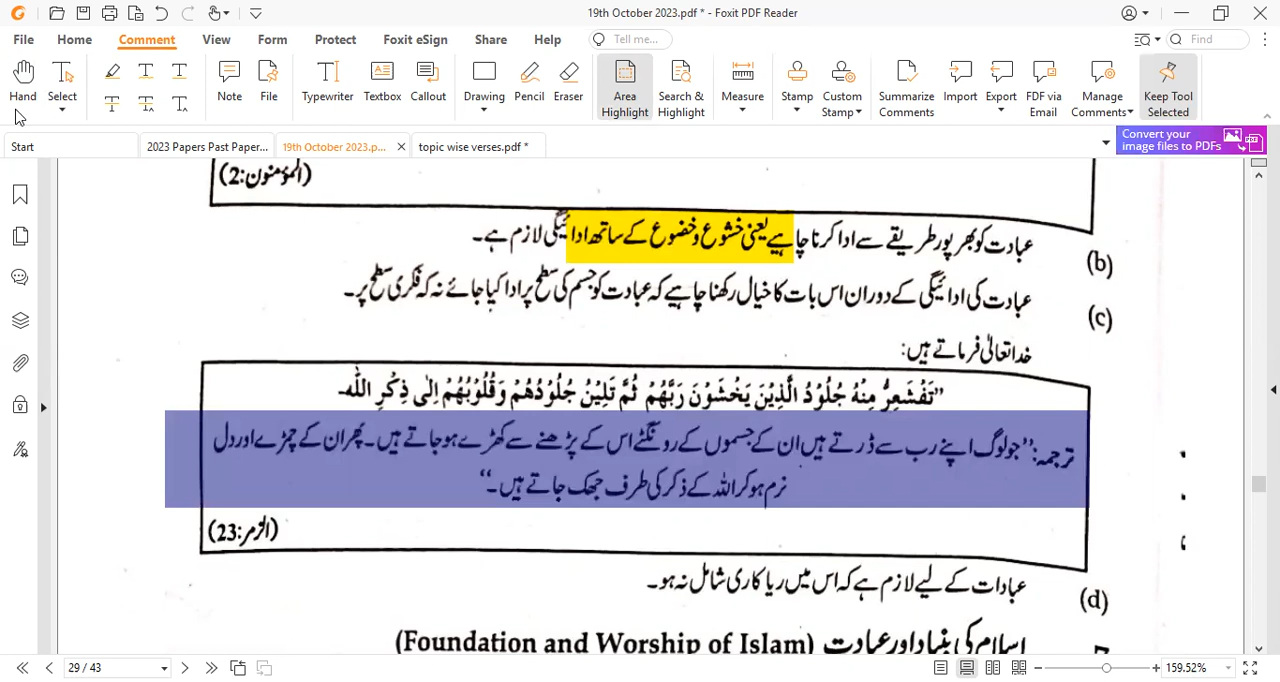 19th October 2023.pdf * - Foxit PDF Reader
File Home Comment View Form Protect Foxit eSign Share Help Tell me... Find
Hand Select Note File Typewriter Textbox Callout Drawing Pencil Eraser Area Highlight Search & Highlight Measure Stamp Custom Stamp Summarize Comments Import Export FDF via Email Manage Comments Keep Tool Selected
Start 2023 Papers Past Paper... 19th October 2023.p... topic wise verses.pdf * Convert your image files to PDFs
(المؤمنون:2)
(b) عبادت کو بھرپور طریقے سے ادا کرنا چاہیے یعنی خشوع و خضوع کے ساتھ ادائیگی لازم ہے۔
(c) عبادت کی ادائیگی کے دوران اس بات کا خیال رکھنا چاہیے کہ عبادت کو جسم کی سطح پر ادا کیا جائے نہ کہ فکری سطح پر۔
خدا تعالیٰ فرماتے ہیں:
”تَقْشَعِرُّ مِنْهُ جُلُوْدُ الَّذِيْنَ يَخْشَوْنَ رَبَّهُمْ ثُمَّ تَلِيْنُ جُلُوْدُهُمْ وَقُلُوْبُهُمْ اِلٰى ذِكْرِ اللّٰه۔
ترجمہ: ”جو لوگ اپنے رب سے ڈرتے ہیں ان کے جسموں کے رونگٹے اس کے پڑھنے سے کھڑے ہو جاتے ہیں۔ پھر ان کے چمڑے اور دل
نرم ہو کر اللہ کے ذکر کی طرف جھک جاتے ہیں۔“
(الزمر:23)
(d) عبادات کے لیے لازم ہے کہ اس میں ریا کاری شامل نہ ہو۔
اسلام کی بنیاد اور عبادت (Foundation and Worship of Islam)
29 / 43 159.52%